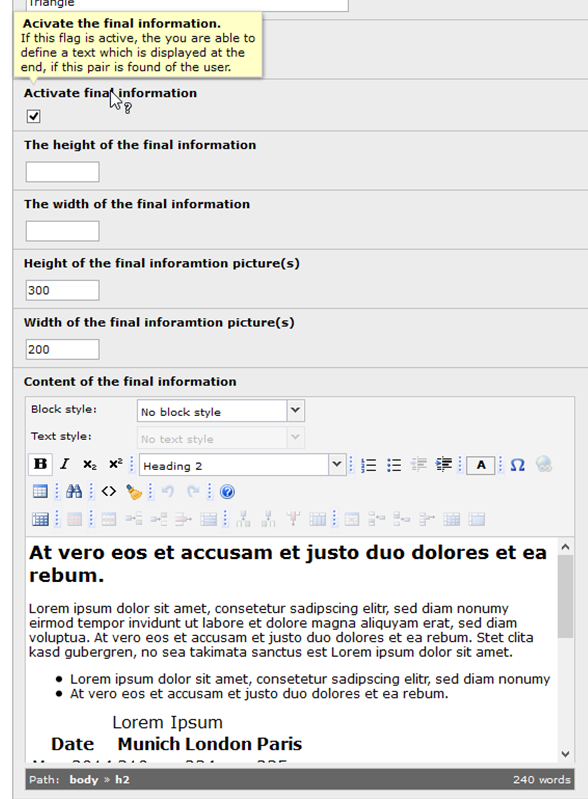 Triangle
Acivate the final information.
If this flag is active, the you are able to
define a text which is displayed at the
end, if this pair is found of the user.
Activate final information
The height of the final information
The width of the final information
Height of the final inforamtion picture(s)
300
Width of the final inforamtion picture(s)
200
Content of the final information
Block style: No block style
Text style: No text style
B I x₂ x² Heading 2 A Ω
At vero eos et accusam et justo duo dolores et ea
rebum.
Lorem ipsum dolor sit amet, consetetur sadipscing elitr, sed diam nonumy
eirmod tempor invidunt ut labore et dolore magna aliquyam erat, sed diam
voluptua. At vero eos et accusam et justo duo dolores et ea rebum. Stet clita
kasd gubergren, no sea takimata sanctus est Lorem ipsum dolor sit amet.
• Lorem ipsum dolor sit amet, consetetur sadipscing elitr, sed diam nonumy
• At vero eos et accusam et justo duo dolores et ea rebum.
Lorem Ipsum
Date Munich London Paris
Path: body » h2 240 words